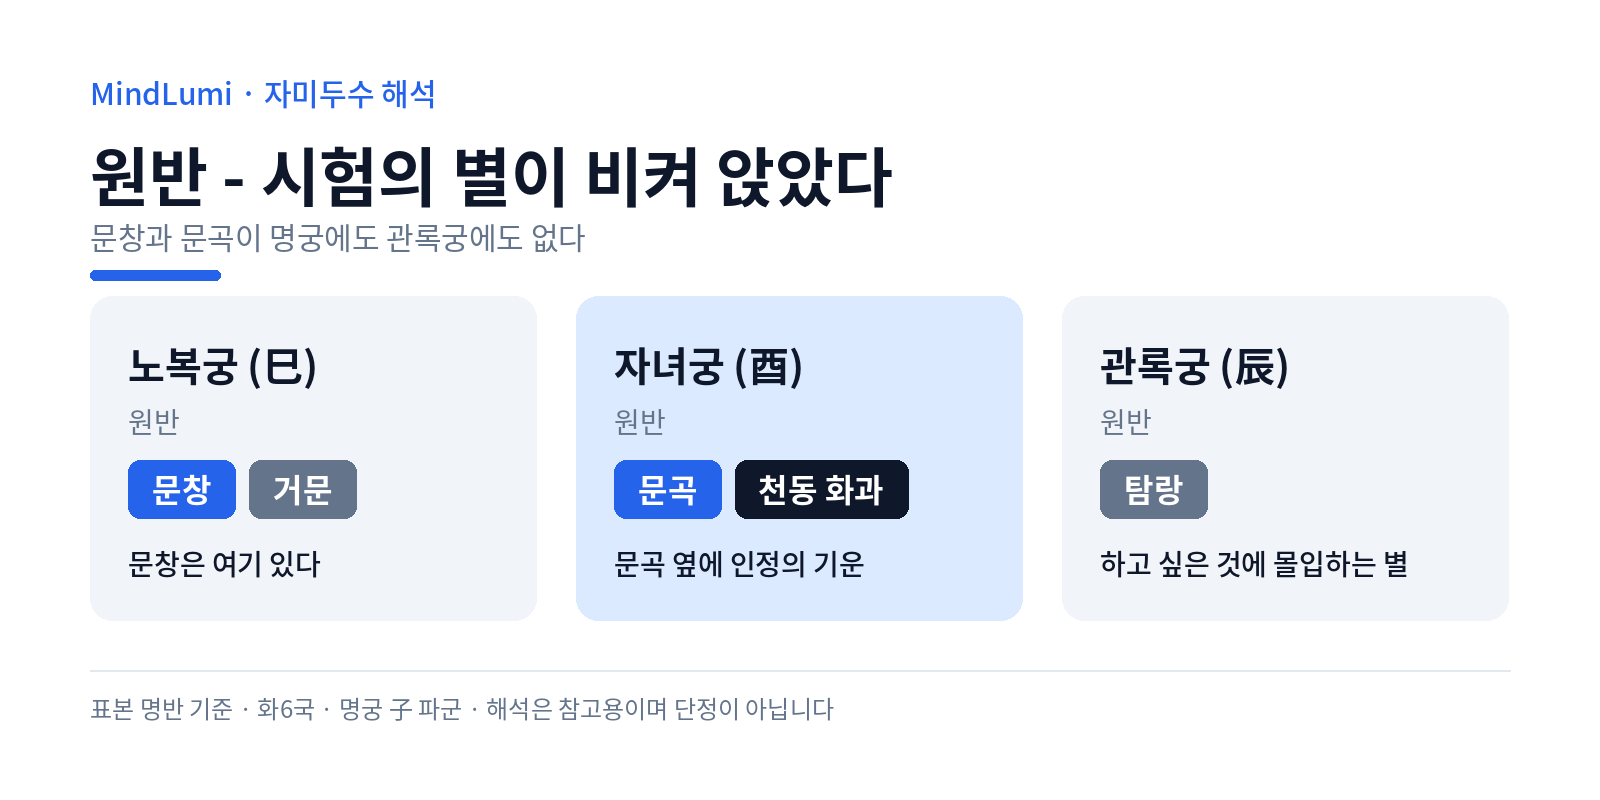 MindLumi · 자미두수 해석
원반 - 시험의 별이 비켜 앉았다
문창과 문곡이 명궁에도 관록궁에도 없다
노복궁 (巳)
원반
문창 거문
문창은 여기 있다
자녀궁 (酉)
원반
문곡 천동 화과
문곡 옆에 인정의 기운
관록궁 (辰)
원반
탐랑
하고 싶은 것에 몰입하는 별
표본 명반 기준 · 화6국 · 명궁 子 파군 · 해석은 참고용이며 단정이 아닙니다